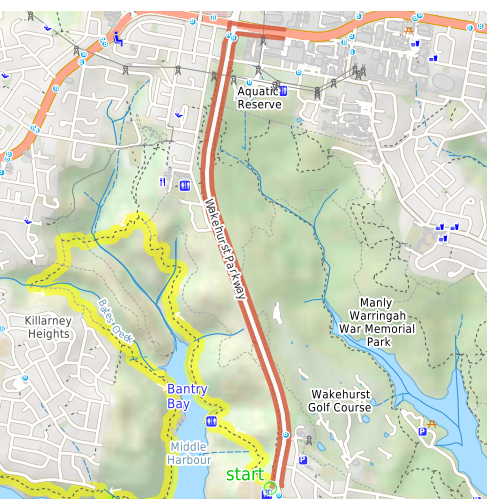 Aquatic
Reserve
Wakehurst Parkway
Bates Creek
Killarney
Heights
Manly
Warringah
War Memorial
Park
Bantry
Bay
Wakehurst
Golf Course
Middle
Harbour
P
P
start